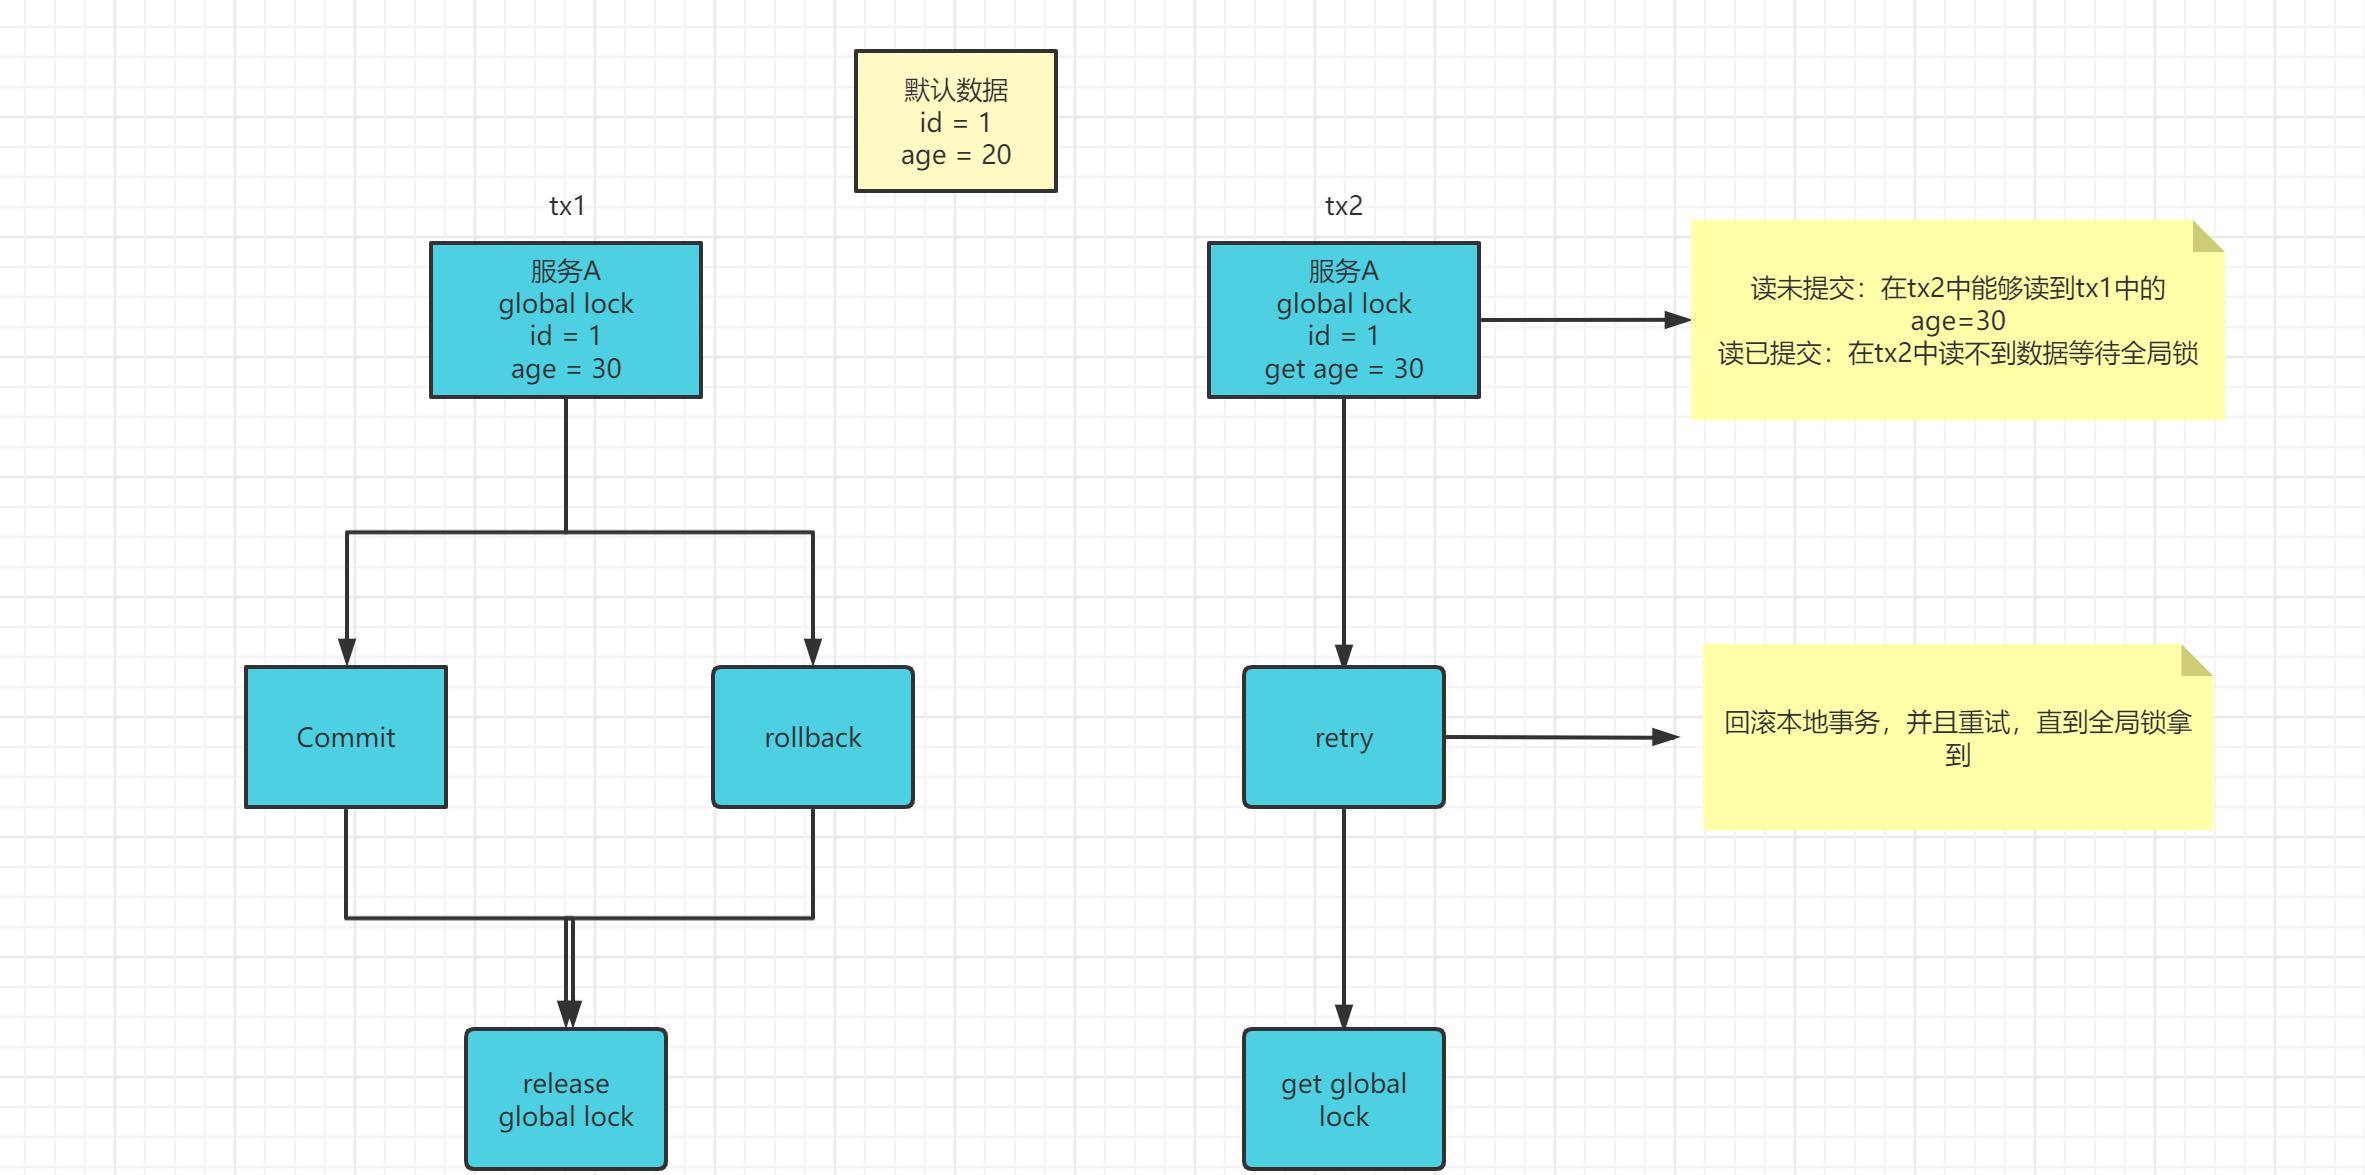 默认数据
id = 1
age = 20
tx1
tx2
服务A
global lock
id = 1
age = 30
服务A
global lock
id = 1
get age = 30
读未提交：在tx2中能够读到tx1中的
age=30
读已提交：在tx2中读不到数据等待全局锁
Commit
rollback
retry
回滚本地事务，并且重试，直到全局锁拿
到
release
global lock
get global
lock